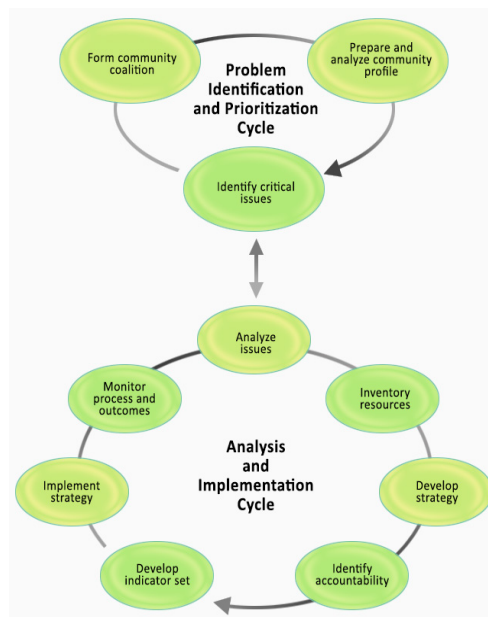 Form community
coalition
Prepare and
analyze community
profile
Problem
Identification
and Prioritization
Cycle
Identify critical
issues
Analyze
issues
Monitor
process and
outcomes
Inventory
resources
Analysis
and
Implementation
Cycle
Implement
strategy
Develop
strategy
Develop
indicator set
Identify
accountability